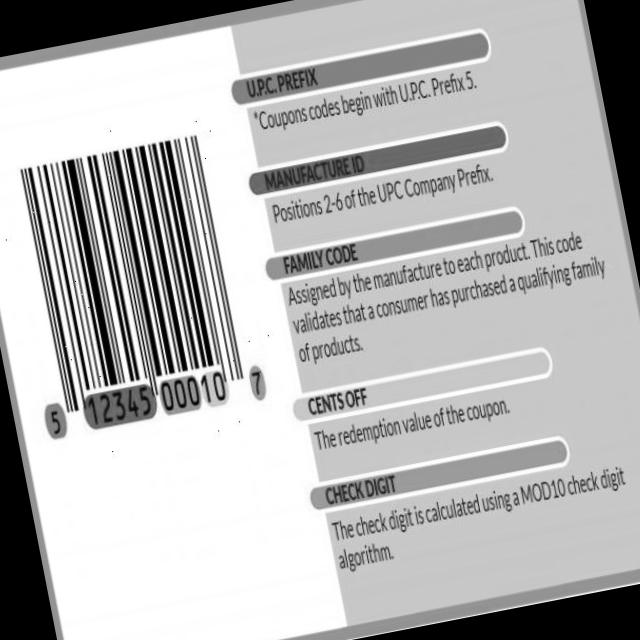 5 12345 00010 7
U.P.C. PREFIX
*Coupons codes begin with U.P.C. Prefix 5.
MANUFACTURE ID
Positions 2-6 of the UPC Company Prefix.
FAMILY CODE
Assigned by the manufacture to each product. This code
validates that a consumer has purchased a qualifying family
of products.
CENTS OFF
The redemption value of the coupon.
CHECK DIGIT
The check digit is calculated using a MOD10 check digit
algorithm.